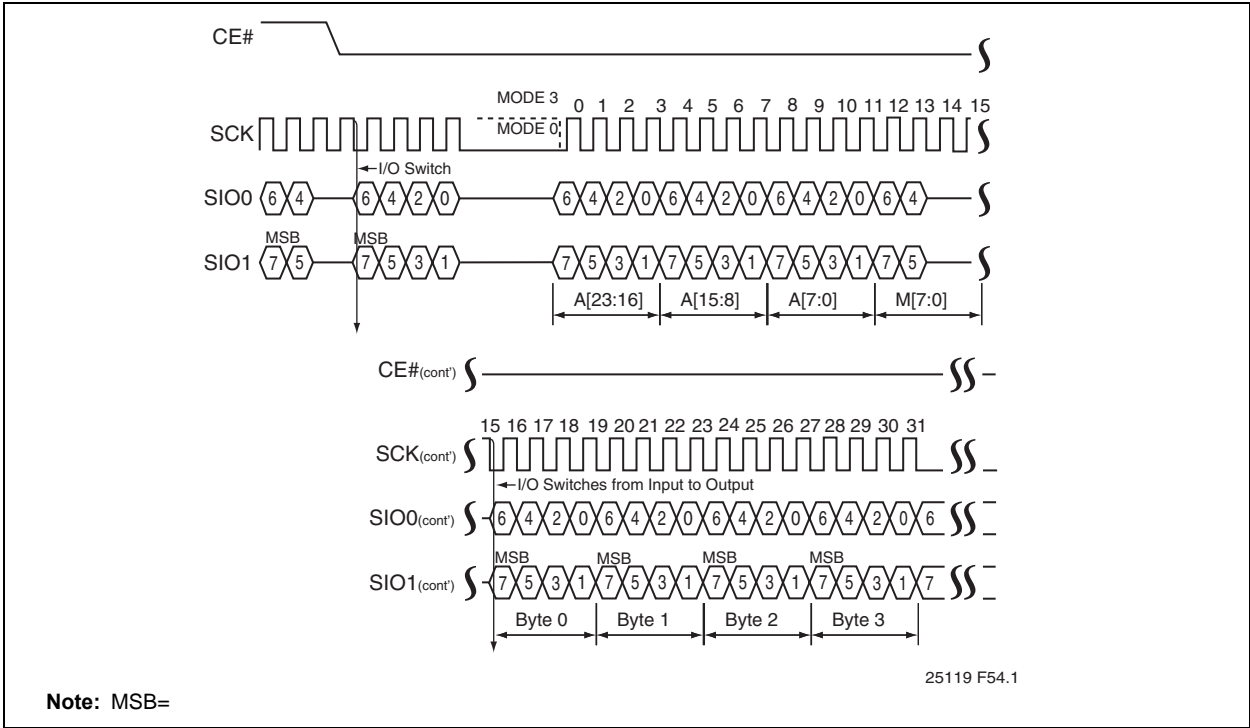 CE#
MODE 3
0 1 2 3 4 5 6 7 8 9 10 11 12 13 14 15
SCK
MODE 0
I/O Switch
SIO0 6 4 6 4 2 0 6 4 2 0 6 4 2 0 6 4 2 0 6 4
MSB MSB
SIO1 7 5 7 5 3 1 7 5 3 1 7 5 3 1 7 5 3 1 7 5
A[23:16] A[15:8] A[7:0] M[7:0]
CE#(cont')
15 16 17 18 19 20 21 22 23 24 25 26 27 28 29 30 31
SCK(cont')
I/O Switches from Input to Output
SIO0(cont') 6 4 2 0 6 4 2 0 6 4 2 0 6 4 2 0 6
MSB MSB MSB MSB
SIO1(cont') 7 5 3 1 7 5 3 1 7 5 3 1 7 5 3 1 7
Byte 0 Byte 1 Byte 2 Byte 3
25119 F54.1
Note: MSB=